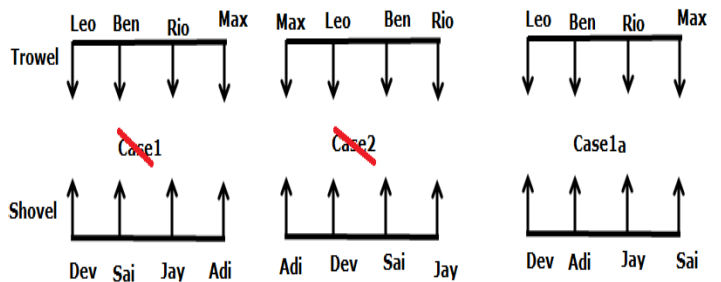 Leo Ben Rio Max Max Leo Ben Rio Leo Ben Rio Max
Trowel
Case1 Case2 Case1a
Shovel
Dev Sai Jay Adi Adi Dev Sai Jay Dev Adi Jay Sai